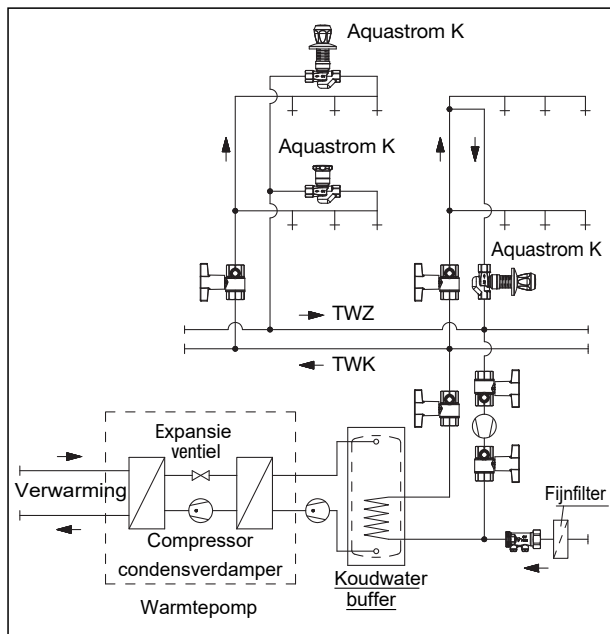 Aquastrom K
Aquastrom K
Aquastrom K
TWZ
TWK
Expansie
ventiel
Verwarming
Compressor
condensverdamper
Warmtepomp
Koudwater
buffer
Fijnfilter